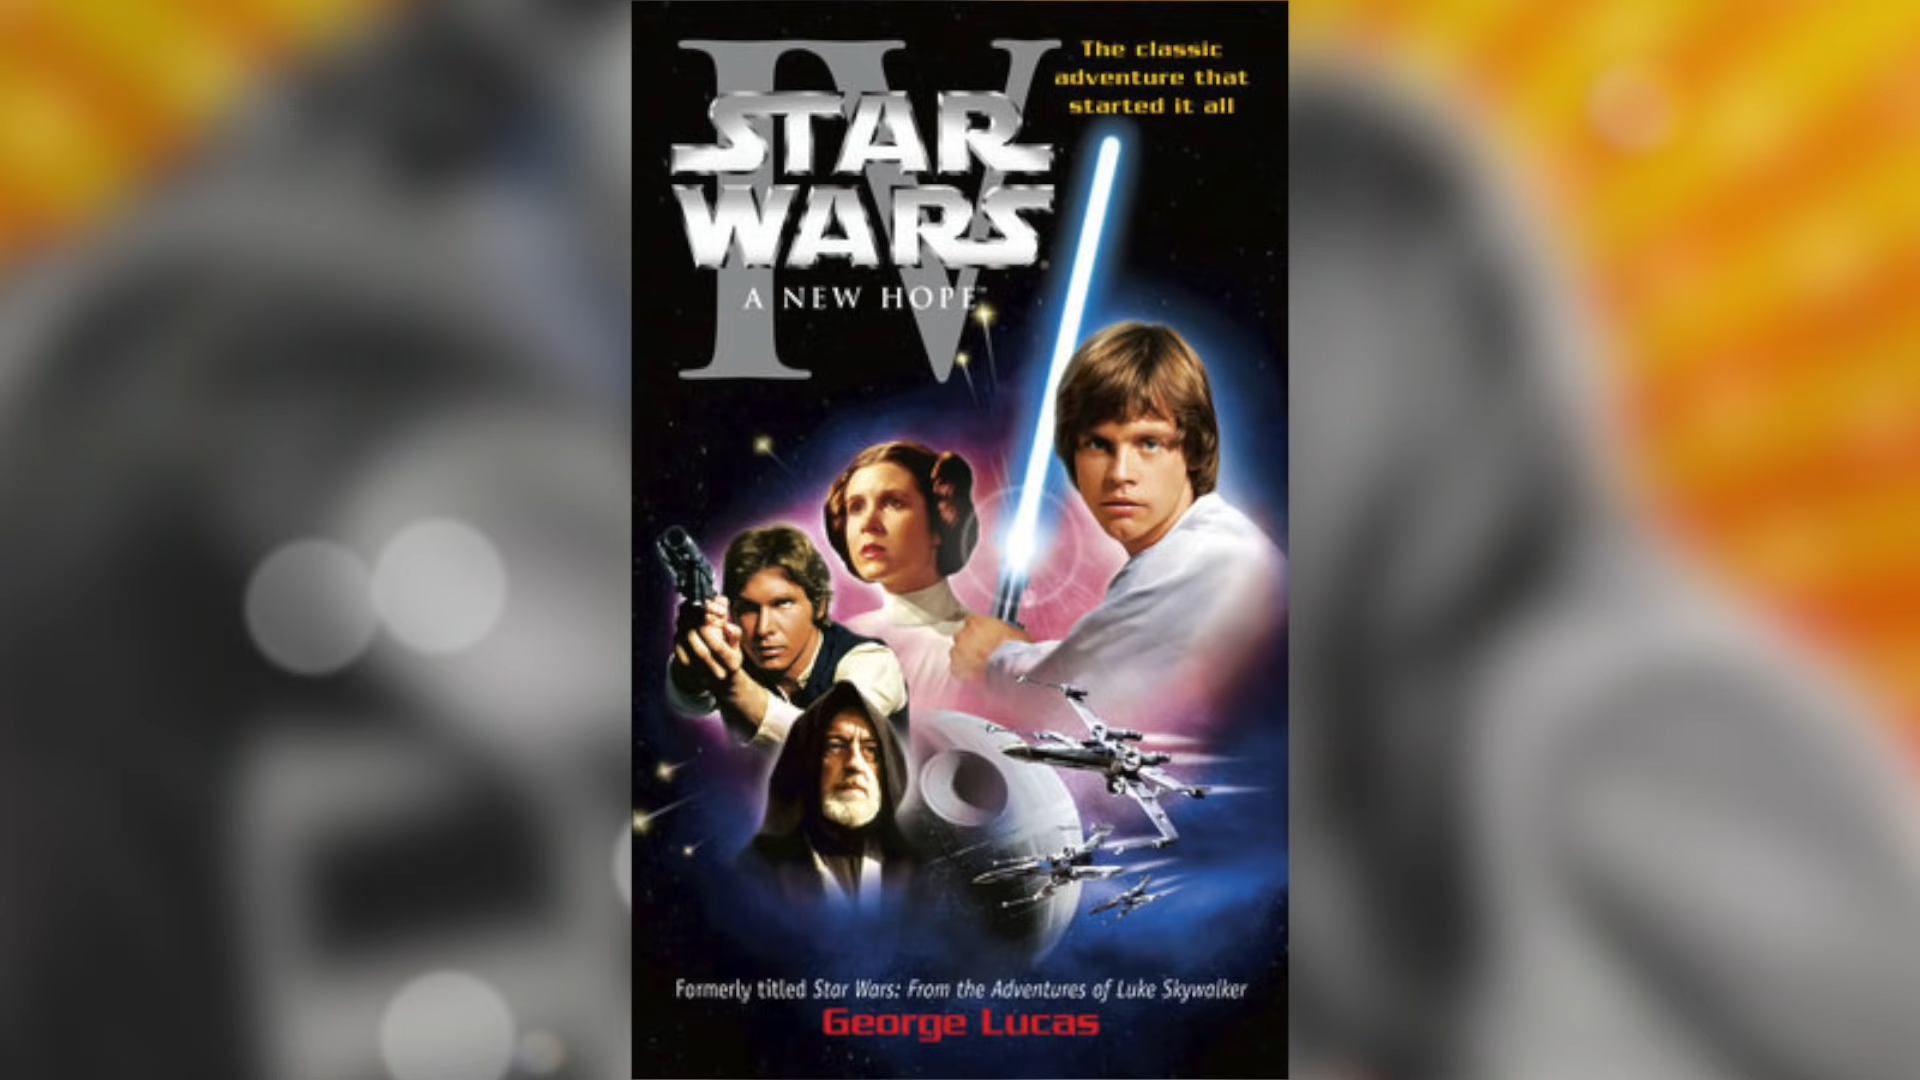 IV
The classic
adventure that
started it all
STAR
WARS
A NEW HOPE™
Formerly titled Star Wars: From the Adventures of Luke Skywalker
George Lucas